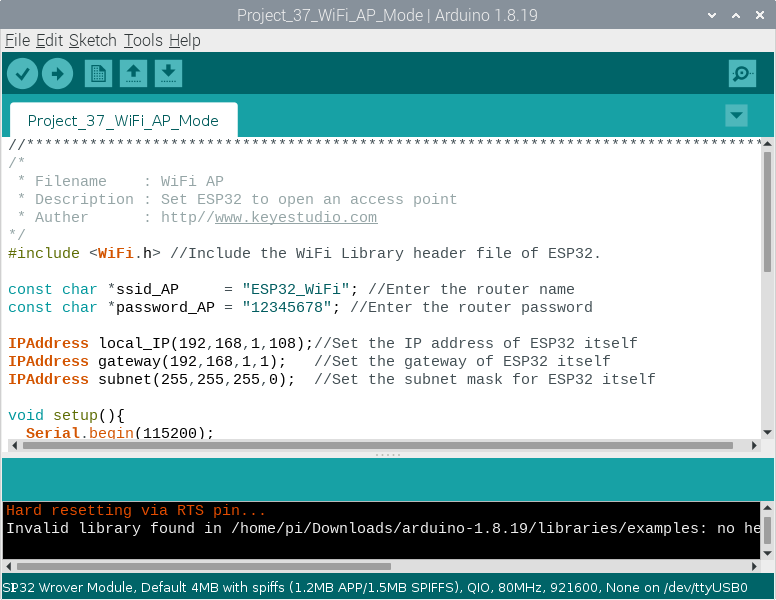 Project_37_WiFi_AP_Mode | Arduino 1.8.19
File Edit Sketch Tools Help
Project_37_WiFi_AP_Mode
//**********************************************************************************
/*
 * Filename    : WiFi AP
 * Description : Set ESP32 to open an access point
 * Auther      : http//www.keyestudio.com
*/
#include <WiFi.h> //Include the WiFi Library header file of ESP32.
const char *ssid_AP     = "ESP32_WiFi"; //Enter the router name
const char *password_AP = "12345678"; //Enter the router password
IPAddress local_IP(192,168,1,108);//Set the IP address of ESP32 itself
IPAddress gateway(192,168,1,1);   //Set the gateway of ESP32 itself
IPAddress subnet(255,255,255,0);  //Set the subnet mask for ESP32 itself
void setup(){
  Serial.begin(115200);
Hard resetting via RTS pin...
Invalid library found in /home/pi/Downloads/arduino-1.8.19/libraries/examples: no he
P32 Wrover Module, Default 4MB with spiffs (1.2MB APP/1.5MB SPIFFS), QIO, 80MHz, 921600, None on /dev/ttyUSB0